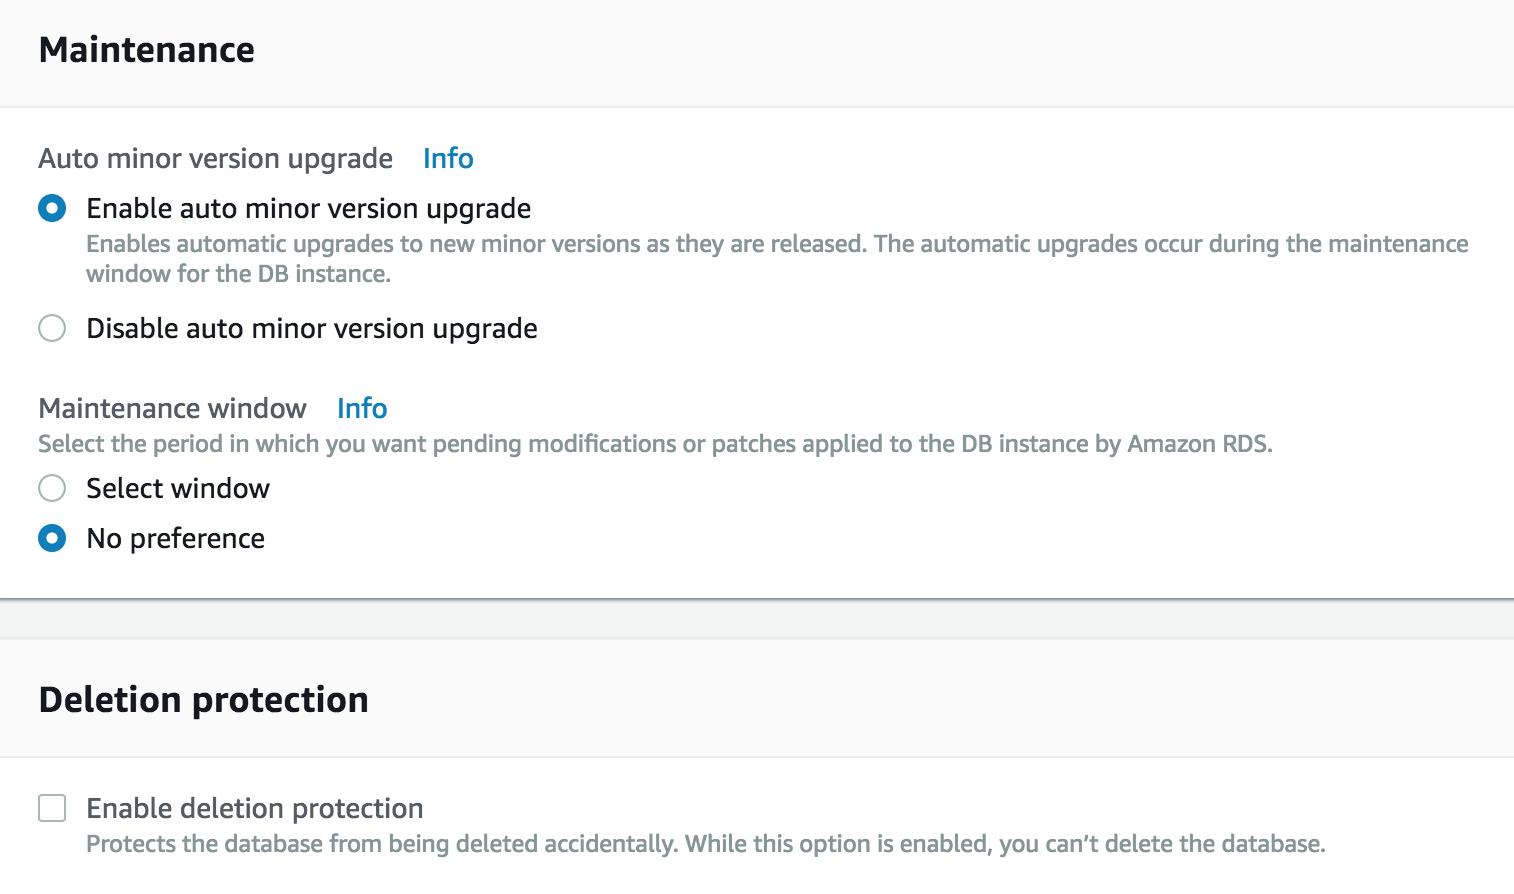 Maintenance
Auto minor version upgrade Info
Enable auto minor version upgrade
Enables automatic upgrades to new minor versions as they are released. The automatic upgrades occur during the maintenance
window for the DB instance.
Disable auto minor version upgrade
Maintenance window Info
Select the period in which you want pending modifications or patches applied to the DB instance by Amazon RDS.
Select window
No preference
Deletion protection
Enable deletion protection
Protects the database from being deleted accidentally. While this option is enabled, you can’t delete the database.